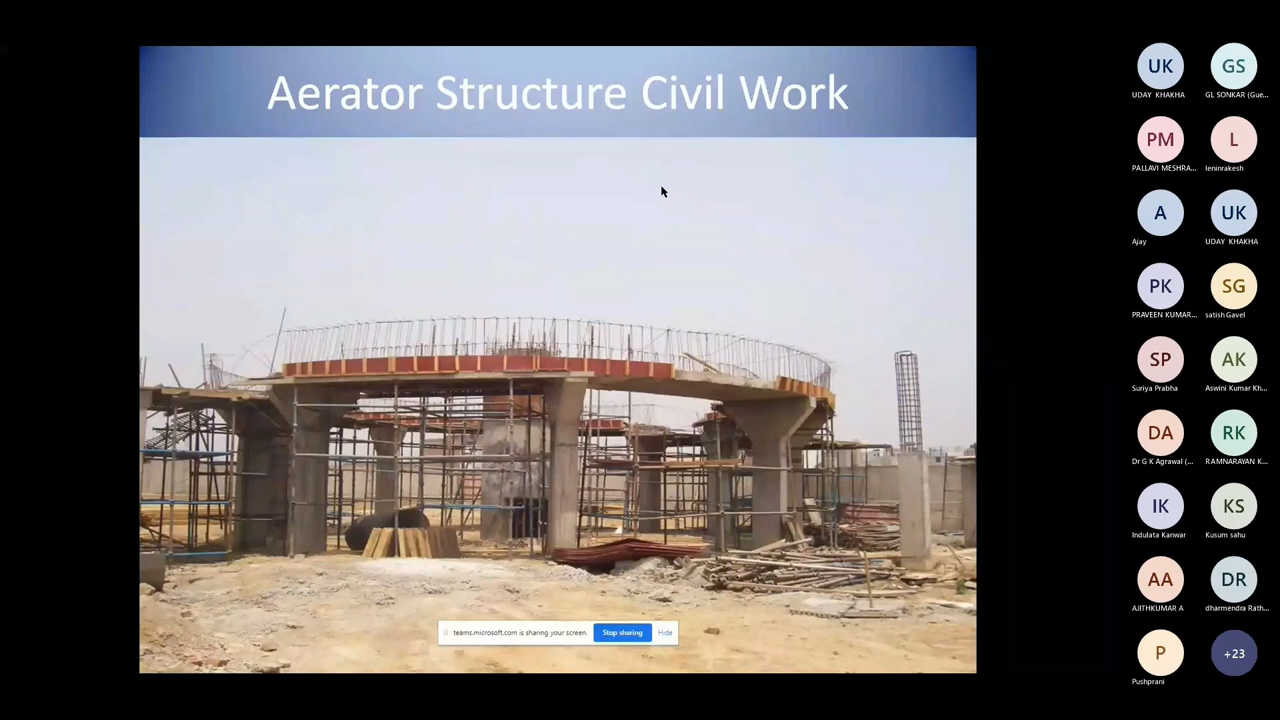 Aerator Structure Civil Work
teams.microsoft.com is sharing your screen.
Stop sharing
Hide
UK
UDAY KHAKHA
GS
GL SONKAR (Gue...
PM
PALLAVI MESHRA...
L
leninrakesh
A
Ajay
UK
UDAY KHAKHA
PK
PRAVEEN KUMAR...
SG
satish Gavel
SP
Suriya Prabha
AK
Aswini Kumar Kh...
DA
Dr G K Agrawal (...
RK
RAMNARAYAN K...
IK
Indulata Kanwar
KS
Kusum sahu
AA
AJITHKUMAR A
DR
dharmendra Rath...
P
Pushprani
+23